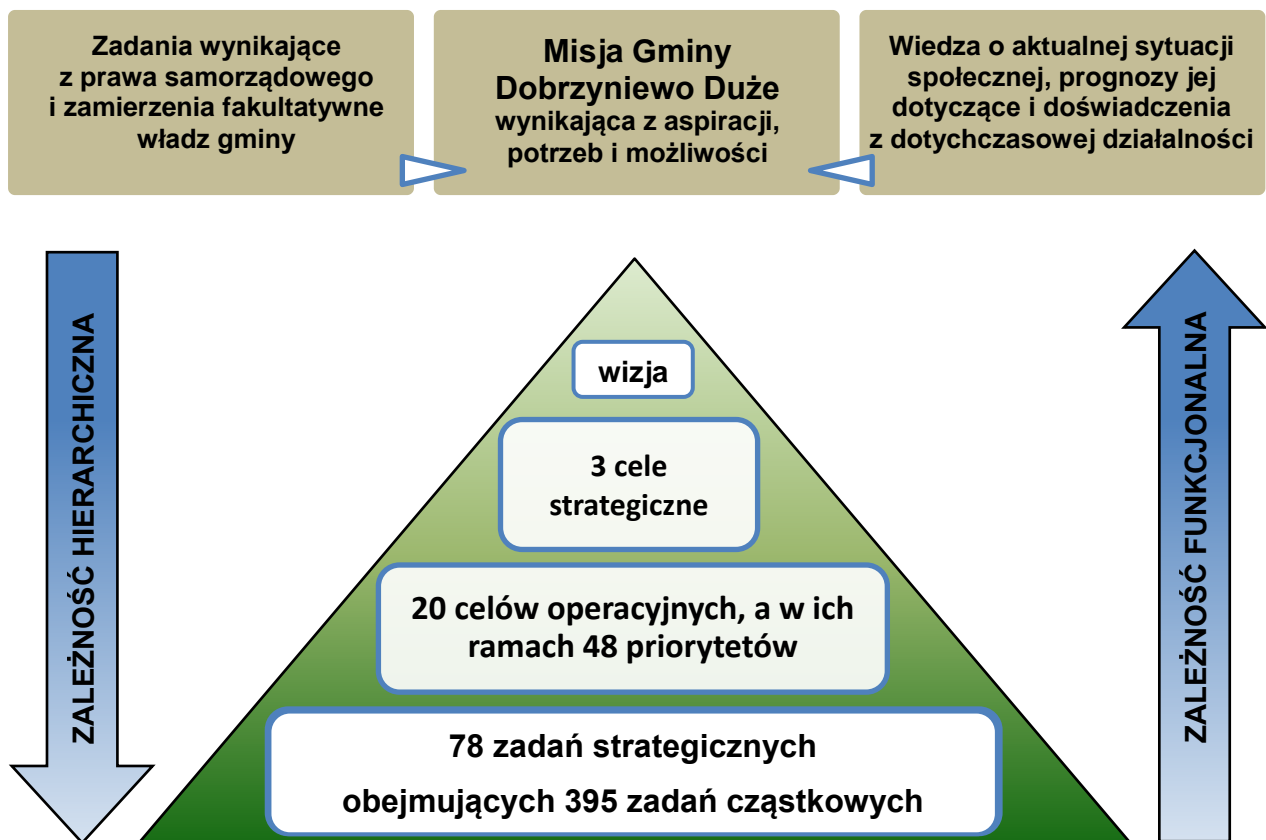 Zadania wynikające
z prawa samorządowego
i zamierzenia fakultatywne
władz gminy
Misja Gminy
Dobrzyniewo Duże
wynikająca z aspiracji,
potrzeb i możliwości
Wiedza o aktualnej sytuacji
społecznej, prognozy jej
dotyczące i doświadczenia
z dotychczasowej działalności
ZALEŻNOŚĆ HIERARCHICZNA
wizja
3 cele
strategiczne
20 celów operacyjnych, a w ich
ramach 48 priorytetów
78 zadań strategicznych
obejmujących 395 zadań cząstkowych
ZALEŻNOŚĆ FUNKCJONALNA